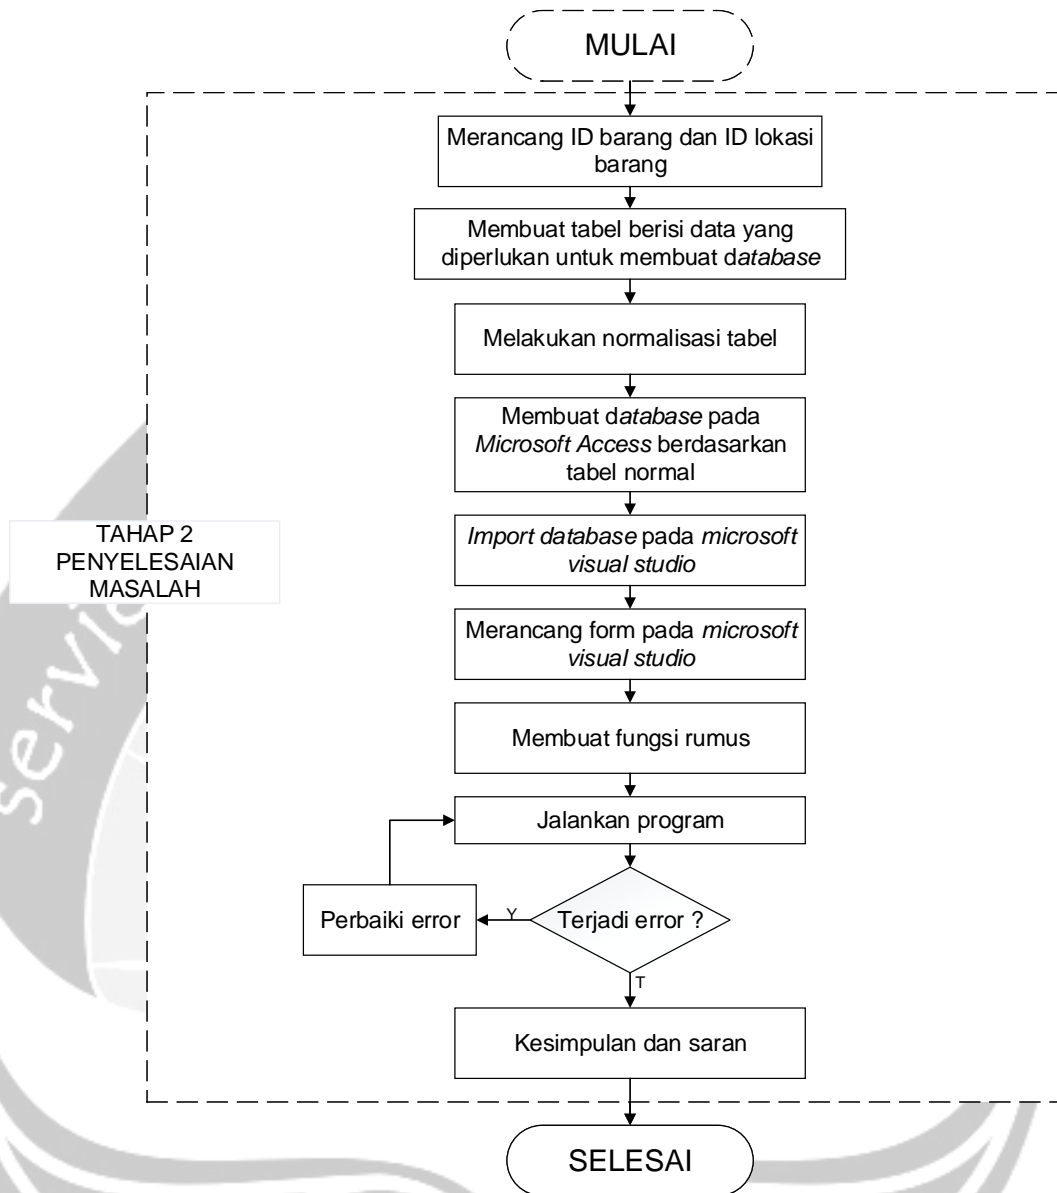 MULAI
Merancang ID barang dan ID lokasi
barang
Membuat tabel berisi data yang
diperlukan untuk membuat database
Melakukan normalisasi tabel
Membuat database pada
Microsoft Access berdasarkan
tabel normal
TAHAP 2
PENYELESAIAN
MASALAH
Import database pada microsoft
visual studio
Merancang form pada microsoft
visual studio
Membuat fungsi rumus
Jalankan program
Perbaiki error
Y
Terjadi error ?
T
Kesimpulan dan saran
SELESAI